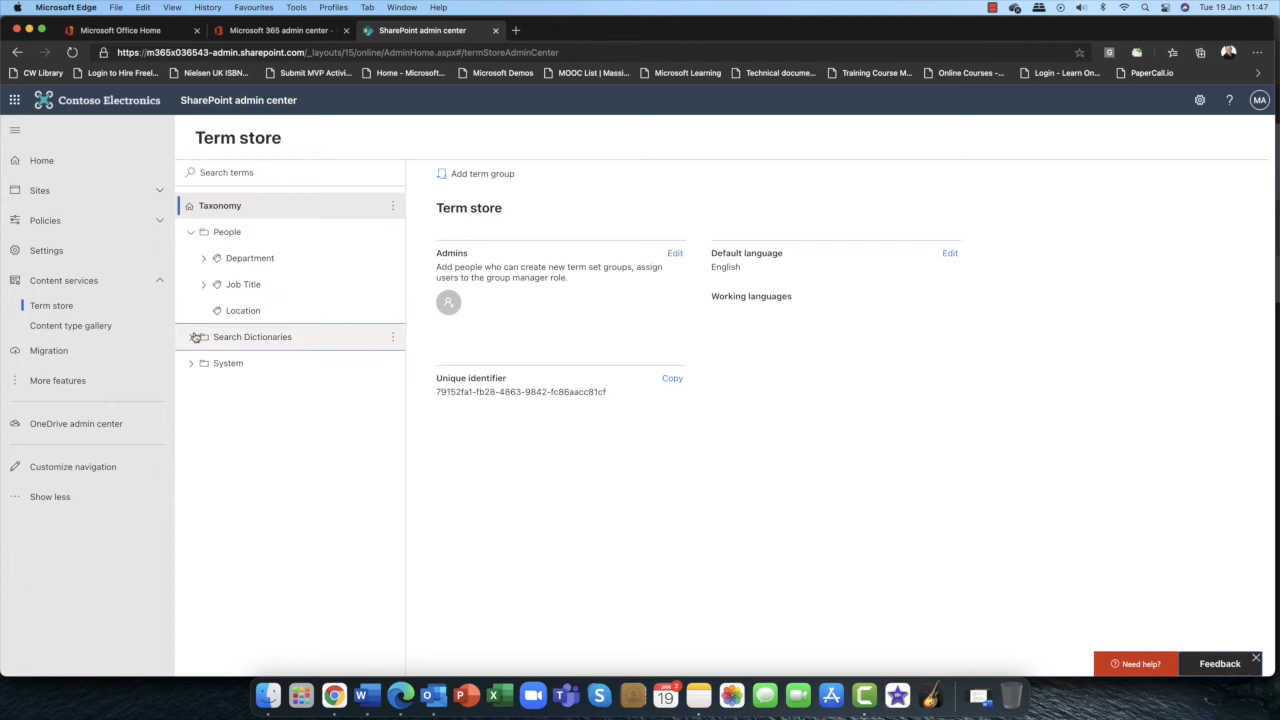 Microsoft Edge File Edit View History Favourites Tools Profiles Tab Window Help Tue 19 Jan 11:47
Microsoft Office Home
Microsoft 365 admin center -
SharePoint admin center
https://m365x036543-admin.sharepoint.com/_layouts/15/online/AdminHome.aspx#/termStoreAdminCenter
CW Library
Login to Hire Freel...
Nielsen UK ISBN...
Submit MVP Activi...
Home - Microsoft...
Microsoft Demos
MOOC List | Massi...
Microsoft Learning
Technical docume...
Training Course M...
Online Courses -...
Login - Learn On...
PaperCall.io
Contoso Electronics
SharePoint admin center
MA
Home
Sites
Policies
Settings
Content services
Term store
Content type gallery
Migration
More features
OneDrive admin center
Customize navigation
Show less
Term store
Search terms
Taxonomy
People
Department
Job Title
Location
Search Dictionaries
System
Add term group
Term store
Admins Edit
Add people who can create new term set groups, assign
users to the group manager role.
Default language Edit
English
Working languages
Unique identifier Copy
79152fa1-fb28-4863-9842-fc86aacc81cf
Need help?
Feedback
JAN
19
2